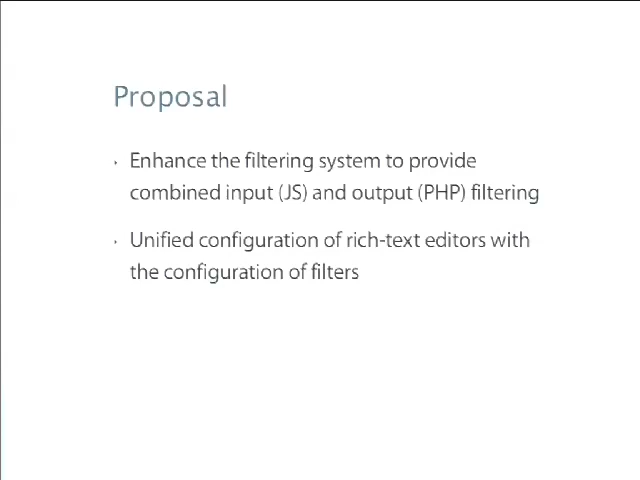 Proposal
Enhance the filtering system to provide
combined input (JS) and output (PHP) filtering
Unified configuration of rich-text editors with
the configuration of filters